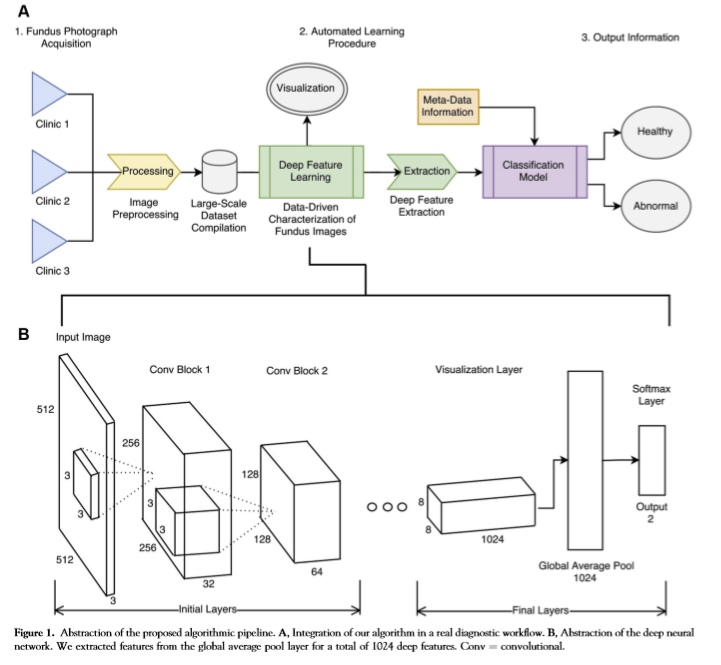 A
1. Fundus Photograph
Acquisition
2. Automated Learning
Procedure
3. Output Information
Clinic 1
Clinic 2
Clinic 3
Processing
Image
Preprocessing
Large-Scale
Dataset
Compilation
Visualization
Deep Feature
Learning
Data-Driven
Characterization of
Fundus Images
Extraction
Deep Feature
Extraction
Meta-Data
Information
Classification
Model
Healthy
Abnormal
B
Input Image
512
3
3
512
3
Conv Block 1
256
3
3
256
32
Conv Block 2
128
128
64
Initial Layers
Visualization Layer
8
8
1024
Global Average Pool
1024
Softmax
Layer
Output
2
Final Layers
Figure 1. Abstraction of the proposed algorithmic pipeline. A, Integration of our algorithm in a real diagnostic workflow. B, Abstraction of the deep neural
network. We extracted features from the global average pool layer for a total of 1024 deep features. Conv = convolutional.